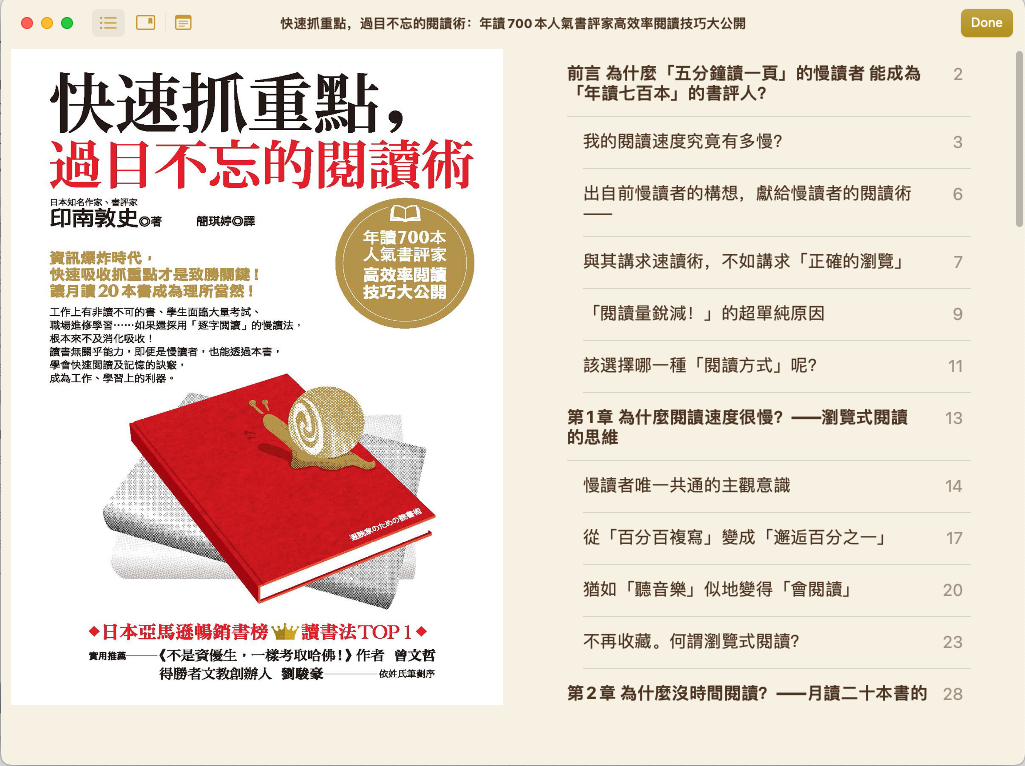 快速抓重點，過目不忘的閱讀術：年讀700本人氣書評家高效率閱讀技巧大公開
Done
快速抓重點，
過目不忘的閱讀術
日本知名作家、書評家
印南敦史◎著 簡琪婷◎譯
年讀700本
人氣書評家
高效率閱讀
技巧大公開
資訊爆炸時代，
快速吸收抓重點才是致勝關鍵！
讓月讀20本書成為理所當然！
工作上有非讀不可的書、學生面臨大量考試、
職場進修學習……如果還採用「逐字閱讀」的慢讀法，
根本來不及消化吸收！
讀書無關乎能力，即使是慢讀者，也能透過本書，
學會快速閱讀及記憶的訣竅，
成為工作、學習上的利器。
遅読家のための読書術
◆日本亞馬遜暢銷書榜 讀書法TOP 1◆
實用推薦——《不是資優生，一樣考取哈佛！》作者 曾文哲
得勝者文教創辦人 劉駿豪——依姓氏筆劃序
前言 為什麼「五分鐘讀一頁」的慢讀者 能成為 2
「年讀七百本」的書評人？
我的閱讀速度究竟有多慢？ 3
出自前慢讀者的構想，獻給慢讀者的閱讀術 6
——
與其講求速讀術，不如講求「正確的瀏覽」 7
「閱讀量銳減！」的超單純原因 9
該選擇哪一種「閱讀方式」呢？ 11
第1章 為什麼閱讀速度很慢？——瀏覽式閱讀 13
的思維
慢讀者唯一共通的主觀意識 14
從「百分百複寫」變成「邂逅百分之一」 17
猶如「聽音樂」似地變得「會閱讀」 20
不再收藏。何謂瀏覽式閱讀？ 23
第2章 為什麼沒時間閱讀？——月讀二十本書的 28